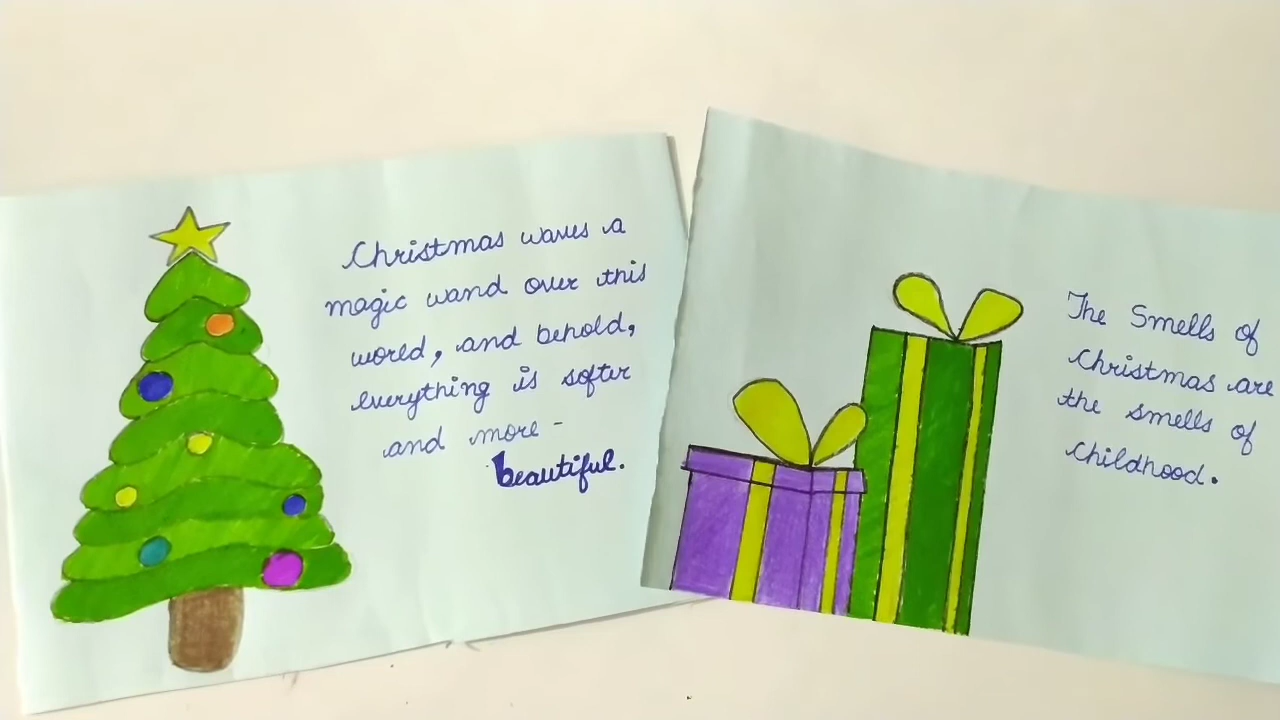 Christmas waves a
magic wand over this
world, and behold,
everything is softer
and more -
beautiful.
The Smells of
Christmas are
the smells of
Childhood.